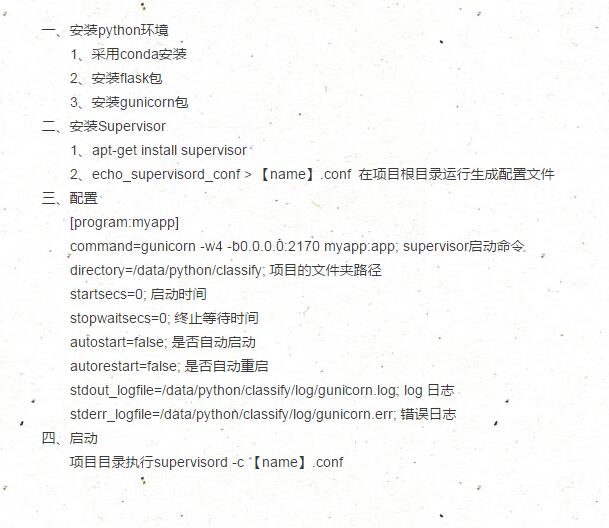 一、安装python环境
1、采用conda安装
2、安装flask包
3、安装gunicorn包
二、安装Supervisor
1、apt-get install supervisor
2、echo_supervisord_conf > 【name】.conf  在项目根目录运行生成配置文件
三、配置
[program:myapp]
command=gunicorn -w4 -b0.0.0.0:2170 myapp:app; supervisor启动命令
directory=/data/python/classify; 项目的文件夹路径
startsecs=0; 启动时间
stopwaitsecs=0; 终止等待时间
autostart=false; 是否自动启动
autorestart=false; 是否自动重启
stdout_logfile=/data/python/classify/log/gunicorn.log; log 日志
stderr_logfile=/data/python/classify/log/gunicorn.err; 错误日志
四、启动
项目目录执行supervisord -c 【name】.conf